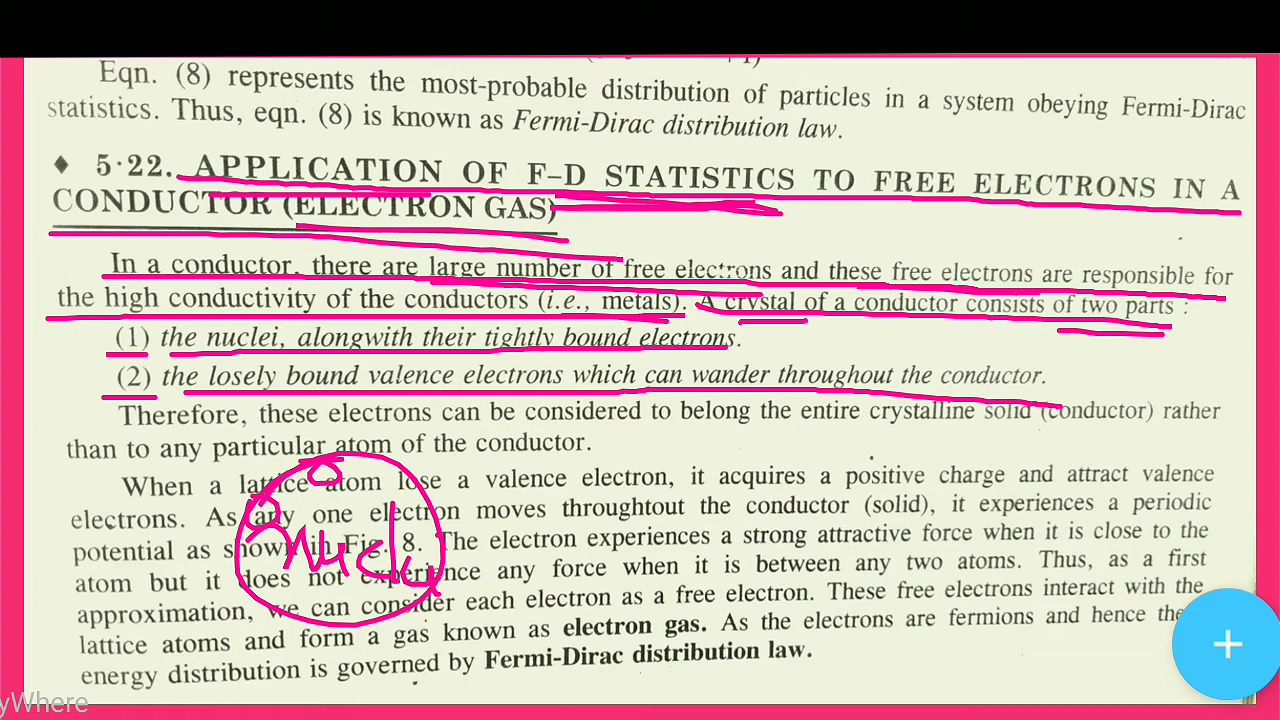 Eqn. (8) represents the most-probable distribution of particles in a system obeying Fermi-Dirac
statistics. Thus, eqn. (8) is known as Fermi-Dirac distribution law.
♦ 5·22. APPLICATION OF F–D STATISTICS TO FREE ELECTRONS IN A
CONDUCTOR (ELECTRON GAS)
In a conductor, there are large number of free electrons and these free electrons are responsible for
the high conductivity of the conductors (i.e., metals). A crystal of a conductor consists of two parts :
(1) the nuclei, alongwith their tightly bound electrons.
(2) the losely bound valence electrons which can wander throughout the conductor.
Therefore, these electrons can be considered to belong the entire crystalline solid (conductor) rather
than to any particular atom of the conductor.
When a lattice atom lose a valence electron, it acquires a positive charge and attract valence
electrons. As any one electron moves throughtout the conductor (solid), it experiences a periodic
potential as shown in Fig. 8. The electron experiences a strong attractive force when it is close to the
atom but it does not experience any force when it is between any two atoms. Thus, as a first
approximation, we can consider each electron as a free electron. These free electrons interact with the
lattice atoms and form a gas known as electron gas. As the electrons are fermions and hence the
energy distribution is governed by Fermi-Dirac distribution law.
yWhere